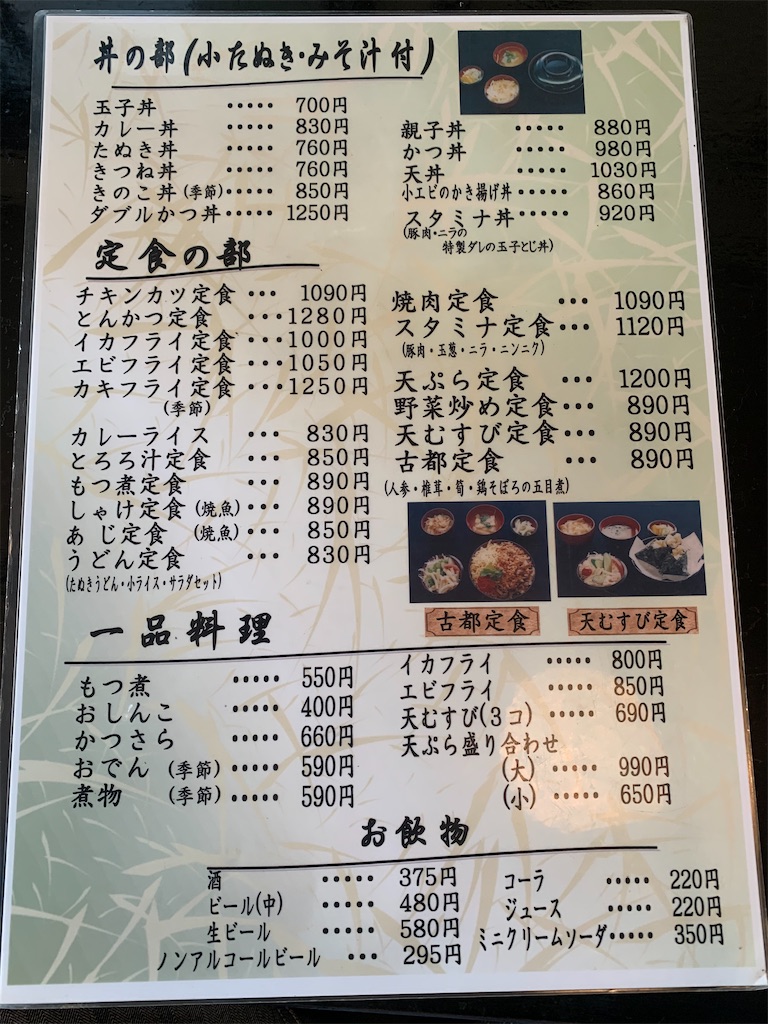 丼の部(小たぬき・みそ汁付)
玉子丼 ・・・・・ 700円
カレー丼 ・・・・・ 830円
たぬき丼 ・・・・・ 760円
きつね丼 ・・・・・ 760円
きのこ丼(季節)・・・・・ 850円
ダブルかつ丼・・・・・ 1250円
親子丼 ・・・・・ 880円
かつ丼 ・・・・・ 980円
天丼 ・・・・・ 1030円
小エビのかき揚げ丼・・・・・ 860円
スタミナ丼・・・・・ 920円
(豚肉・ニラの
特製ダレの玉子とじ丼)
定食の部
チキンカツ定食 ・・・ 1090円
とんかつ定食 ・・・1280円
イカフライ定食 ・・・1000円
エビフライ定食 ・・・1050円
カキフライ定食 ・・・1250円
(季節)
カレーライス ・・・ 830円
とろろ汁定食 ・・・ 850円
もつ煮定食 ・・・ 890円
しゃけ定食(焼魚)・・・ 890円
あじ定食 (焼魚)・・・ 850円
うどん定食 ・・・ 830円
(たぬきうどん・小ライス・サラダセット)
焼肉定食 ・・・ 1090円
スタミナ定食・・・ 1120円
(豚肉・玉葱・ニラ・ニンニク)
天ぷら定食 ・・・ 1200円
野菜炒め定食・・・ 890円
天むすび定食・・・ 890円
古都定食 ・・・ 890円
(人参・椎茸・筍・鶏そぼろの五目煮)
古都定食
天むすび定食
一品料理
もつ煮 ・・・・・ 550円
おしんこ ・・・・・ 400円
かつさら ・・・・・ 660円
おでん (季節)・・・・・ 590円
煮物 (季節)・・・・・ 590円
イカフライ ・・・・・ 800円
エビフライ ・・・・・ 850円
天むすび(3コ) ・・・・・ 690円
天ぷら盛り合わせ
(大) ・・・・・ 990円
(小) ・・・・・ 650円
お飲物
酒 ・・・・・ 375円
ビール(中) ・・・・・ 480円
生ビール ・・・・・ 580円
ノンアルコールビール ・・・ 295円
コーラ ・・・・・ 220円
ジュース ・・・・・ 220円
ミニクリームソーダ・・・・・ 350円